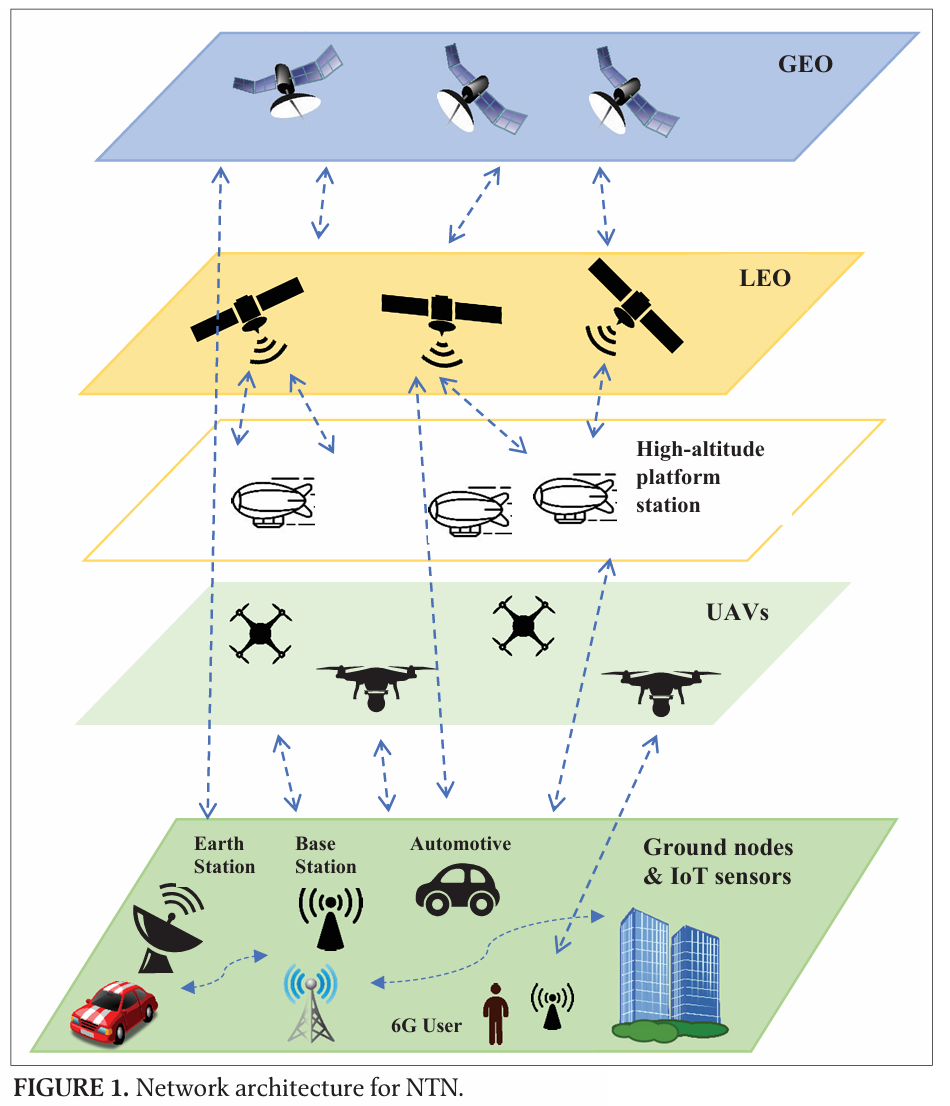 GEO
LEO
High-altitude
platform
station
UAVs
Earth
Station
Base
Station
Automotive
Ground nodes
& IoT sensors
6G User
FIGURE 1. Network architecture for NTN.